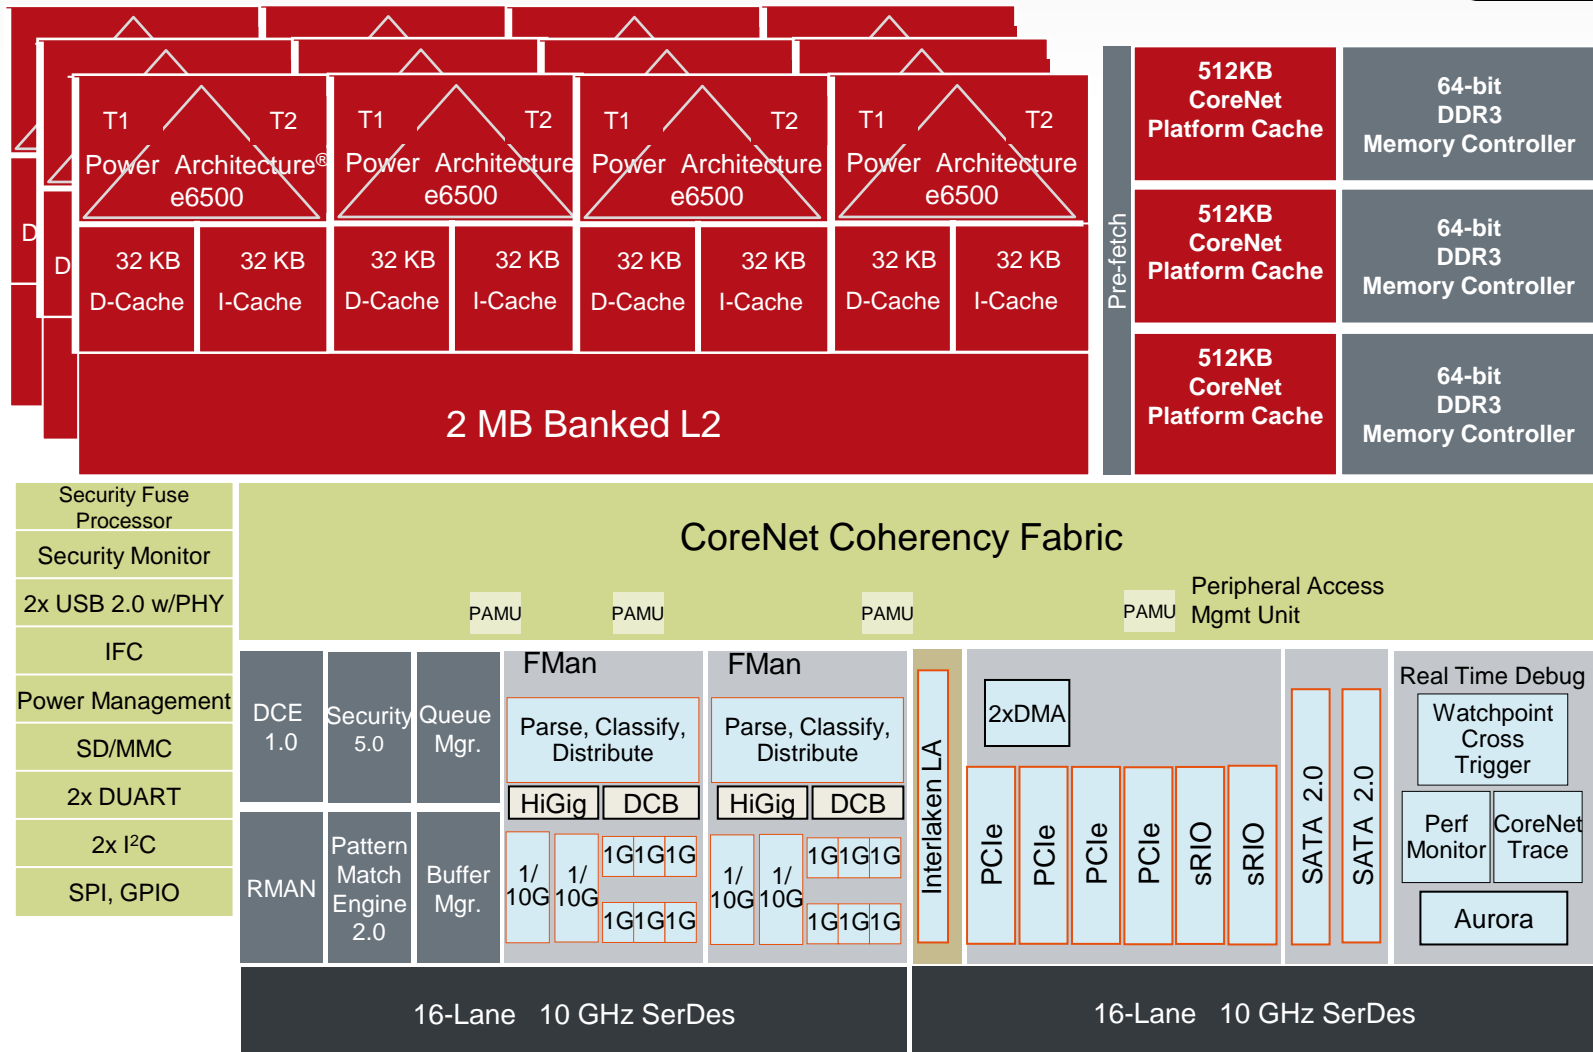 T1 T2
Power Architecture®
e6500
T1 T2
Power Architecture
e6500
T1 T2
Power Architecture
e6500
T1 T2
Power Architecture
e6500
D
D
32 KB
D-Cache
32 KB
I-Cache
32 KB
D-Cache
32 KB
I-Cache
32 KB
D-Cache
32 KB
I-Cache
32 KB
D-Cache
32 KB
I-Cache
2 MB Banked L2
Pre-fetch
512KB
CoreNet
Platform Cache
64-bit
DDR3
Memory Controller
512KB
CoreNet
Platform Cache
64-bit
DDR3
Memory Controller
512KB
CoreNet
Platform Cache
64-bit
DDR3
Memory Controller
Security Fuse
Processor
Security Monitor
2x USB 2.0 w/PHY
IFC
Power Management
SD/MMC
2x DUART
2x I²C
SPI, GPIO
CoreNet Coherency Fabric
PAMU
PAMU
PAMU
PAMU
Peripheral Access
Mgmt Unit
DCE
1.0
Security
5.0
Queue
Mgr.
RMAN
Pattern
Match
Engine
2.0
Buffer
Mgr.
FMan
Parse, Classify,
Distribute
HiGig
DCB
1/
10G
1/
10G
1G 1G 1G
1G 1G 1G
FMan
Parse, Classify,
Distribute
HiGig
DCB
1/
10G
1/
10G
1G 1G 1G
1G 1G 1G
Interlaken LA
2xDMA
PCIe
PCIe
PCIe
PCIe
sRIO
sRIO
SATA 2.0
SATA 2.0
Real Time Debug
Watchpoint
Cross
Trigger
Perf
Monitor
CoreNet
Trace
Aurora
16-Lane 10 GHz SerDes
16-Lane 10 GHz SerDes